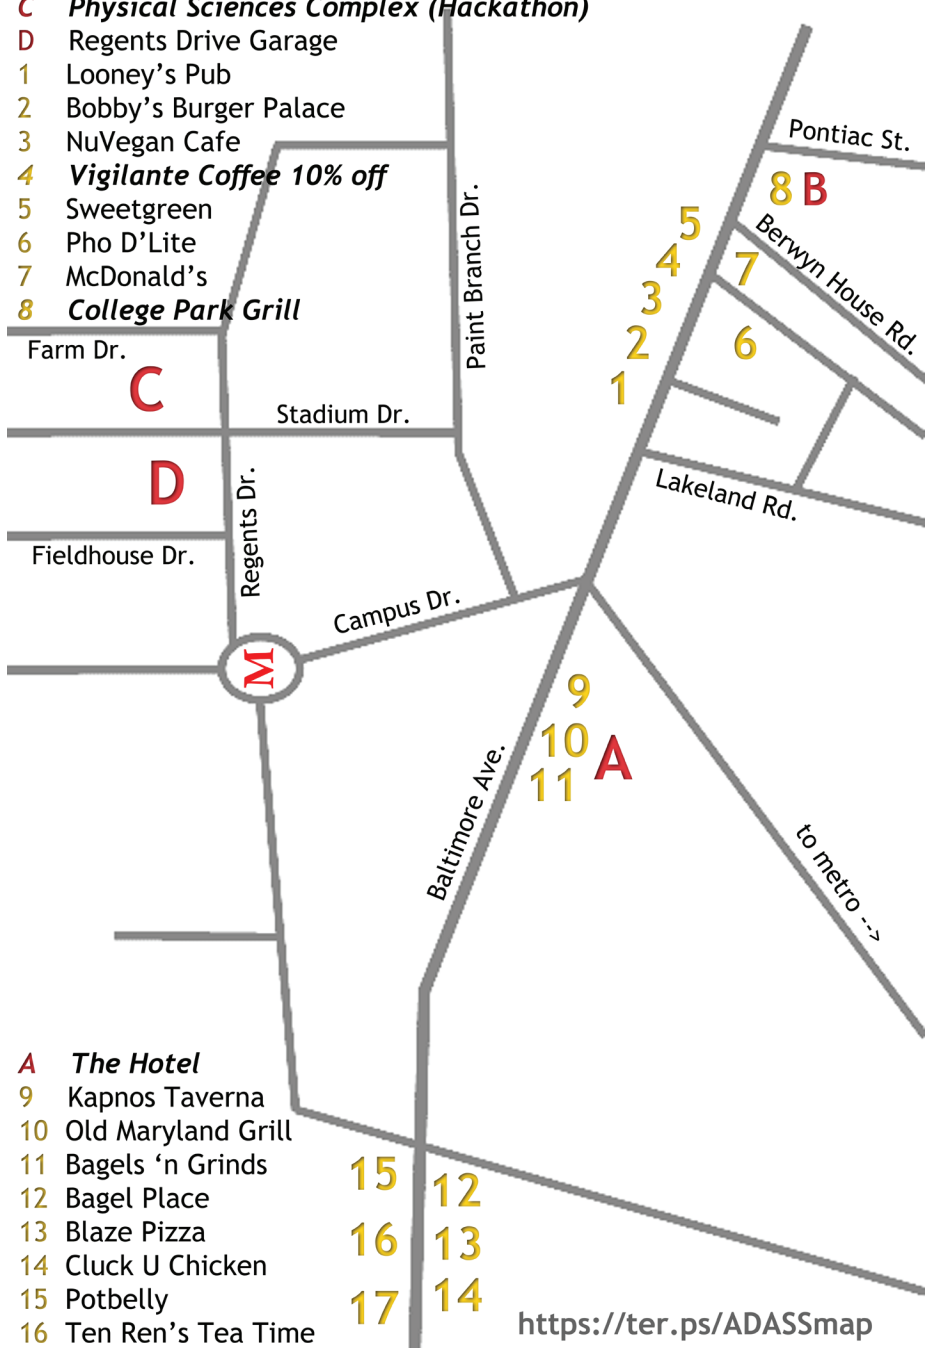 C Physical Sciences Complex (Hackathon)
D Regents Drive Garage
1 Looney’s Pub
2 Bobby’s Burger Palace
3 NuVegan Cafe
4 Vigilante Coffee 10% off
5 Sweetgreen
6 Pho D’Lite
7 McDonald’s
8 College Park Grill
Pontiac St.
8 B
Berwyn House Rd.
5
4
7
3
2
6
1
Paint Branch Dr.
Farm Dr.
C
Stadium Dr.
D
Regents Dr.
Lakeland Rd.
Fieldhouse Dr.
Campus Dr.
M
9
10
A
11
Baltimore Ave.
to metro -->
A The Hotel
9 Kapnos Taverna
10 Old Maryland Grill
11 Bagels ‘n Grinds
12 Bagel Place
13 Blaze Pizza
14 Cluck U Chicken
15 Potbelly
16 Ten Ren’s Tea Time
15
12
16
13
17
14
https://ter.ps/ADASSmap